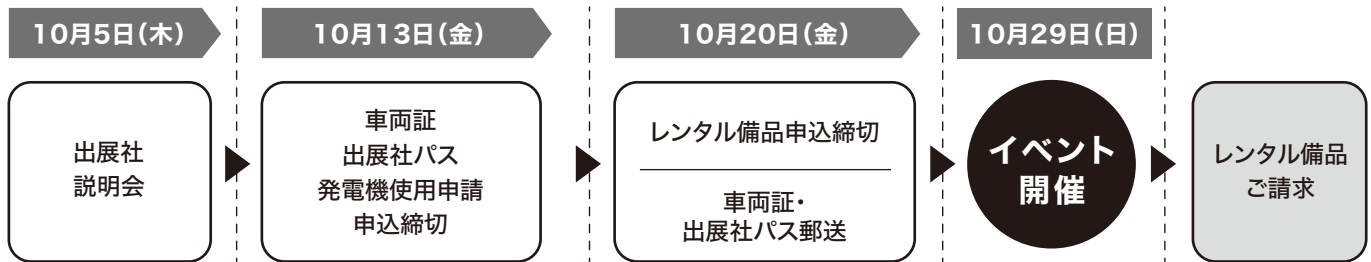 10月5日(木)
10月13日(金)
10月20日(金)
10月29日(日)
出展社
説明会
車両証
出展社パス
発電機使用申請
申込締切
レンタル備品申込締切
車両証・
出展社パス郵送
イベント
開催
レンタル備品
ご請求